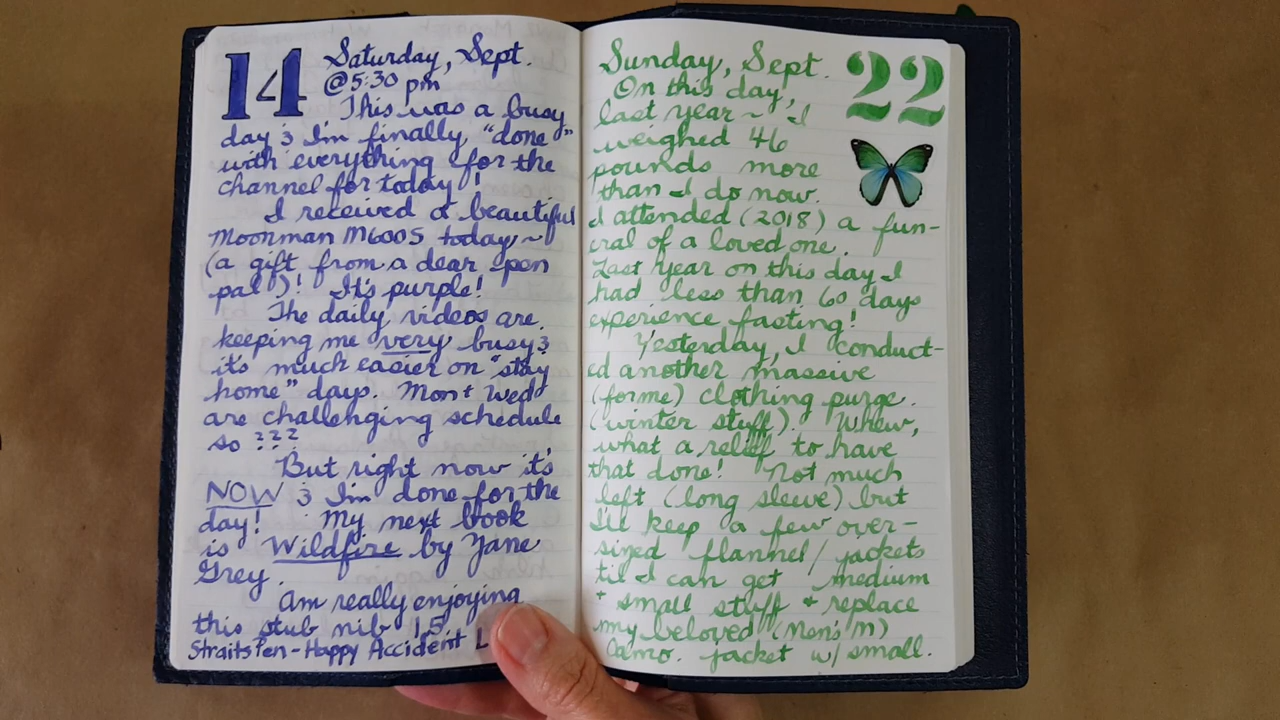 14 Saturday, Sept.
@5:30 pm
This was a busy
day & I'm finally, "done"
with everything for the
channel for today!
I received a beautiful
Moonman M600S today ~
(a gift from a dear pen
pal)! It's purple!
The daily videos are
keeping me very busy &
it's much easier on "stay
home" days. Mon + Wed
are challenging schedule
so ???
But right now it's
NOW & I'm done for the
day! My next book
is Wildfire by Zane
Grey.
Am really enjoying
this stub nib 1.5
Straits Pen - Happy Accident
Sunday, Sept. 22
On this day,
last year ~ I
weighed 46
pounds more
than I do now.
I attended (2018) a fun-
eral of a loved one.
Last year on this day I
had less than 60 days
experience fasting!
Yesterday, I conduct-
ed another massive
(for me) clothing purge.
(winter stuff). Whew,
what a relief to have
that done! Not much
left (long sleeve) but
I'll keep a few over-
sized flannel/jackets
til I can get medium
+ small stuff + replace
my beloved (Men's M)
Camo. jacket w/small.